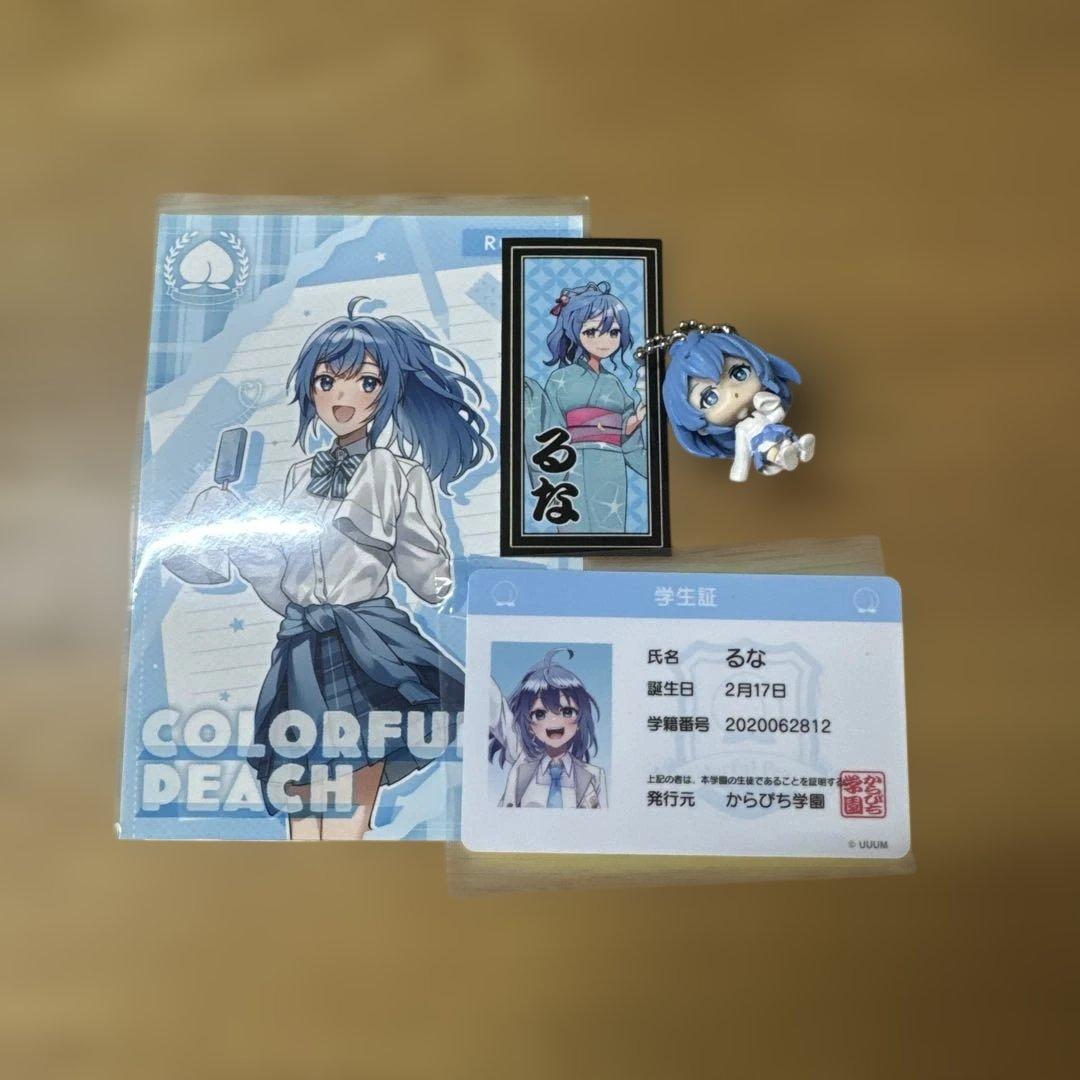 COLORFUL
PEACH
るな
学生証
氏名 るな
誕生日 2月17日
学籍番号 2020062812
上記の者は、本学園の生徒であることを証明する
発行元 からぴち学園
からぴち
学園
© UUUM